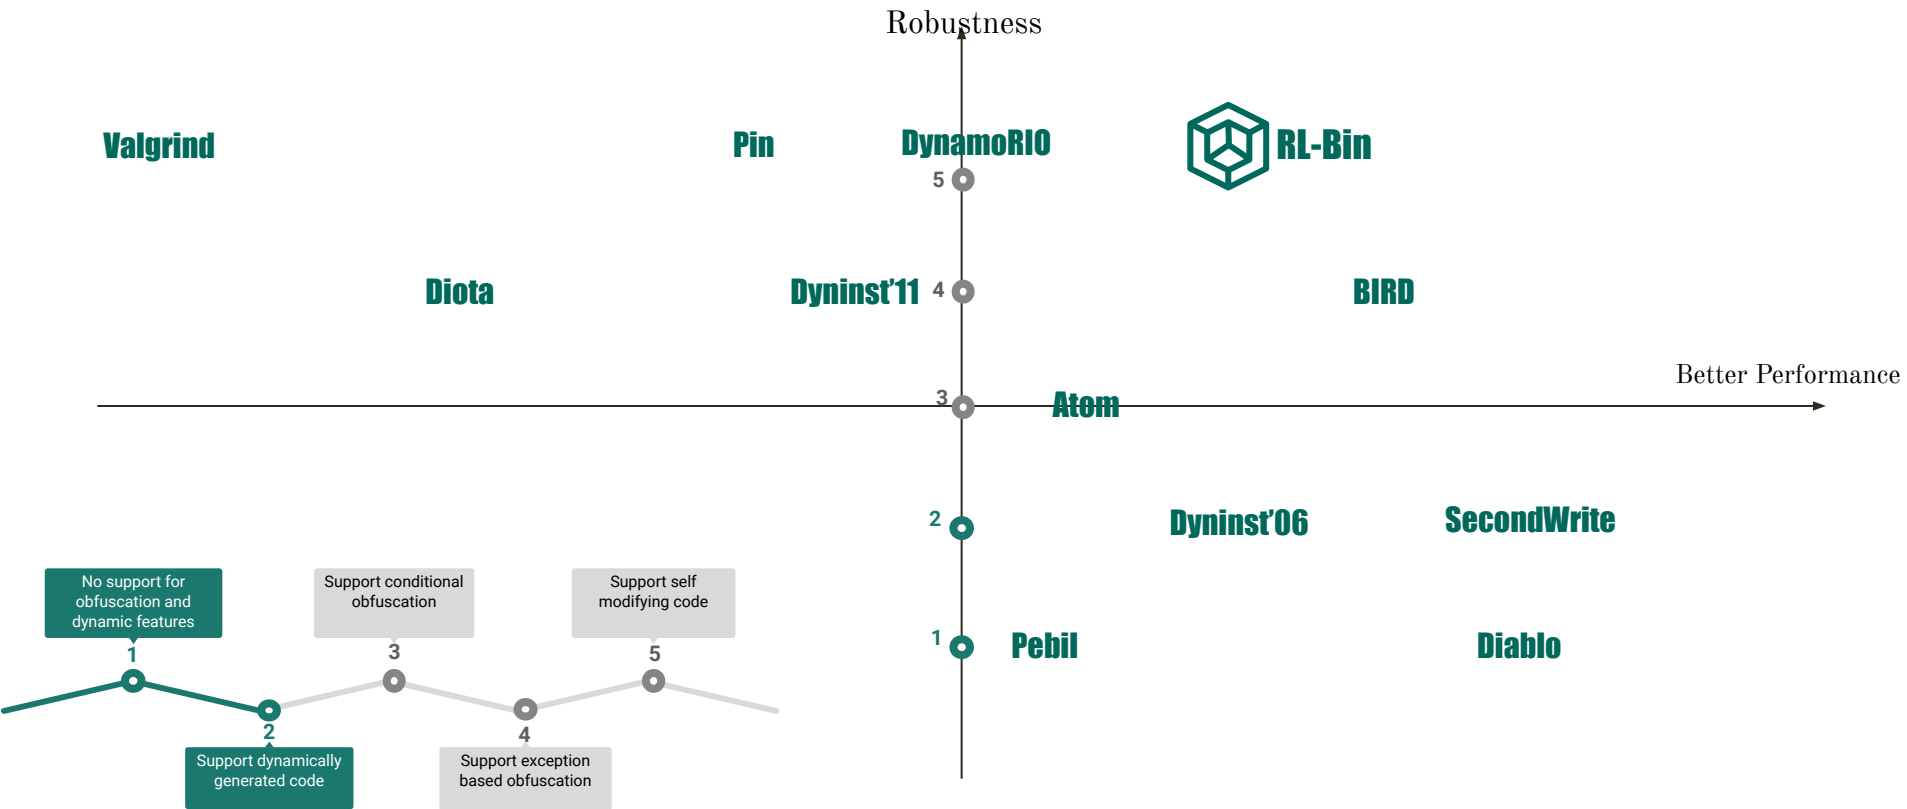 Robustness
Valgrind
Pin
DynamoRIO
RL-Bin
5
Diota
Dyninst'11
4
BIRD
Better Performance
3
Atom
2
Dyninst'06
SecondWrite
1
Pebil
Diablo
No support for
obfuscation and
dynamic features
1
Support conditional
obfuscation
3
Support self
modifying code
5
2
Support dynamically
generated code
4
Support exception
based obfuscation